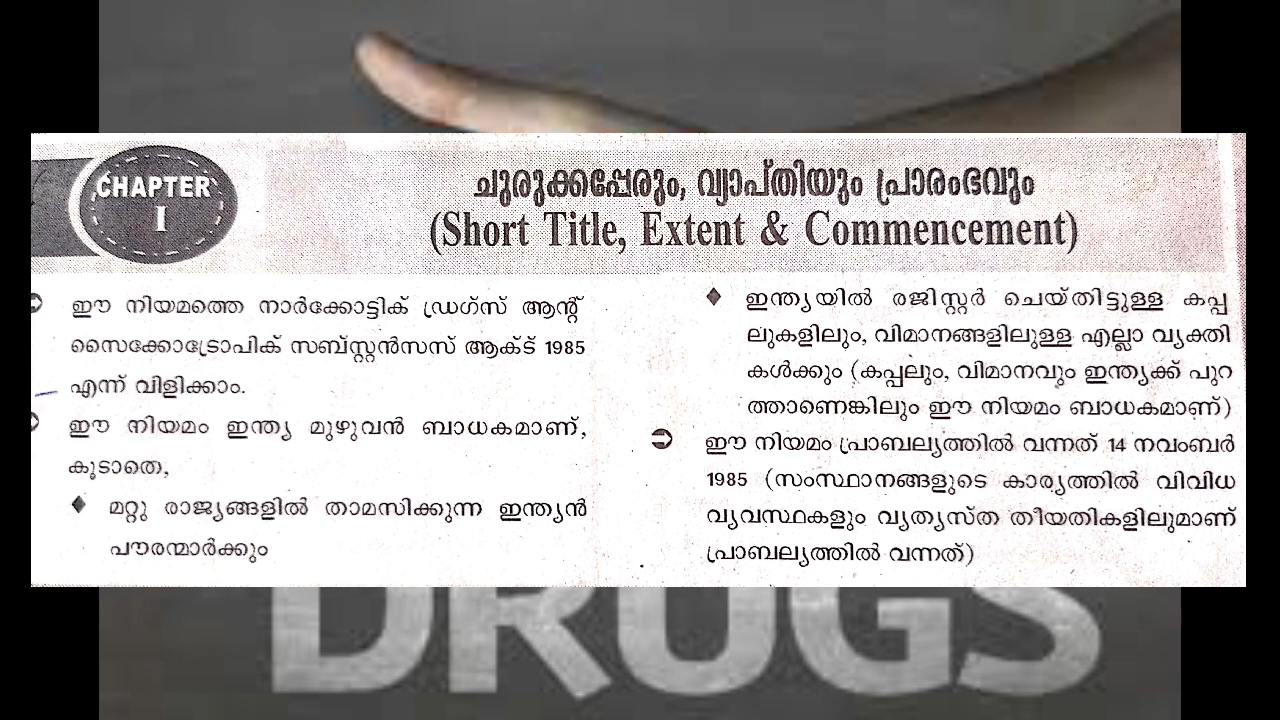 CHAPTER
I
ചുരുക്കപ്പേരും, വ്യാപ്തിയും പ്രാരംഭവും
(Short Title, Extent & Commencement)
ഈ നിയമത്തെ നാർക്കോട്ടിക് ഡ്രഗ്സ് ആന്റ്
സൈക്കോട്രോപിക് സബ്സ്റ്റൻസസ് ആക്ട് 1985
എന്ന് വിളിക്കാം.
ഈ നിയമം ഇന്ത്യ മുഴുവൻ ബാധകമാണ്,
കൂടാതെ,
♦ മറ്റു രാജ്യങ്ങളിൽ താമസിക്കുന്ന ഇന്ത്യൻ
പൗരന്മാർക്കും
♦ ഇന്ത്യയിൽ രജിസ്റ്റർ ചെയ്തിട്ടുള്ള കപ്പ
ലുകളിലും, വിമാനങ്ങളിലുള്ള എല്ലാ വ്യക്തി
കൾക്കും (കപ്പലും, വിമാനവും ഇന്ത്യക്ക് പുറ
ത്താണെങ്കിലും ഈ നിയമം ബാധകമാണ്)
ഈ നിയമം പ്രാബല്യത്തിൽ വന്നത് 14 നവംബർ
1985 (സംസ്ഥാനങ്ങളുടെ കാര്യത്തിൽ വിവിധ
വ്യവസ്ഥകളും വ്യത്യസ്ത തീയതികളിലുമാണ്
പ്രാബല്യത്തിൽ വന്നത്)
DRUGS